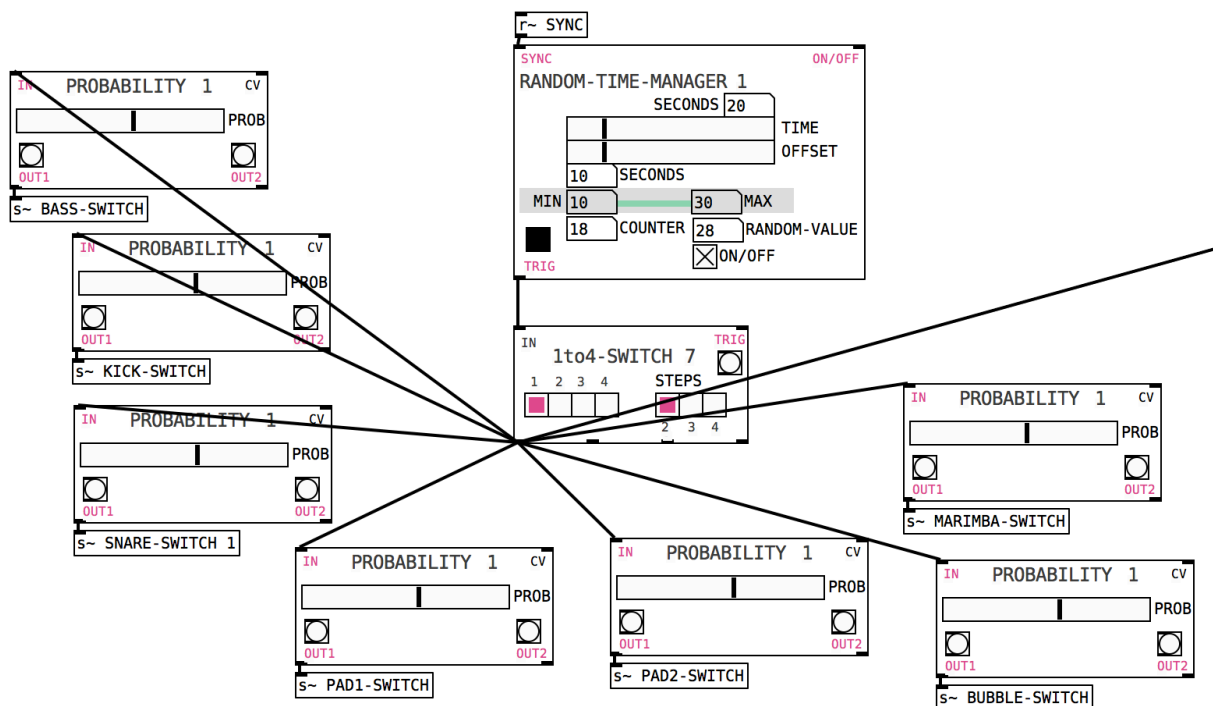 r~ SYNC
SYNC ON/OFF
RANDOM-TIME-MANAGER 1
SECONDS 20
TIME
OFFSET
10 SECONDS
MIN 10 30 MAX
18 COUNTER 28 RANDOM-VALUE
ON/OFF
TRIG
IN PROBABILITY 1 CV
PROB
OUT1 OUT2
s~ BASS-SWITCH
IN PROBABILITY 1 CV
PROB
OUT1 OUT2
s~ KICK-SWITCH
IN TRIG
1to4-SWITCH 7
1 2 3 4 STEPS
2 3 4
IN PROBABILITY 1 CV
PROB
OUT1 OUT2
s~ SNARE-SWITCH 1
IN PROBABILITY 1 CV
PROB
OUT1 OUT2
s~ MARIMBA-SWITCH
IN PROBABILITY 1 CV
PROB
OUT1 OUT2
s~ PAD1-SWITCH
IN PROBABILITY 1 CV
PROB
OUT1 OUT2
s~ PAD2-SWITCH
IN PROBABILITY 1 CV
PROB
OUT1 OUT2
s~ BUBBLE-SWITCH